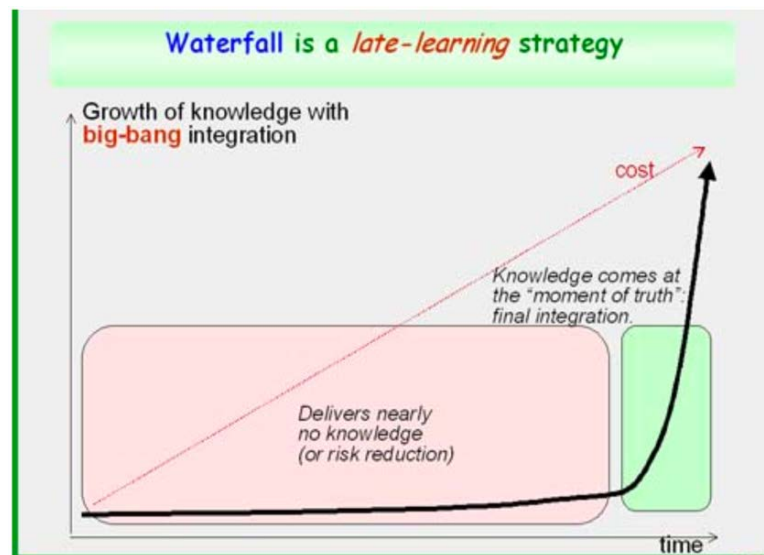 Waterfall is a late-learning strategy
Growth of knowledge with
big-bang integration
cost
Knowledge comes at
the “moment of truth”:
final integration.
Delivers nearly
no knowledge
(or risk reduction)
time